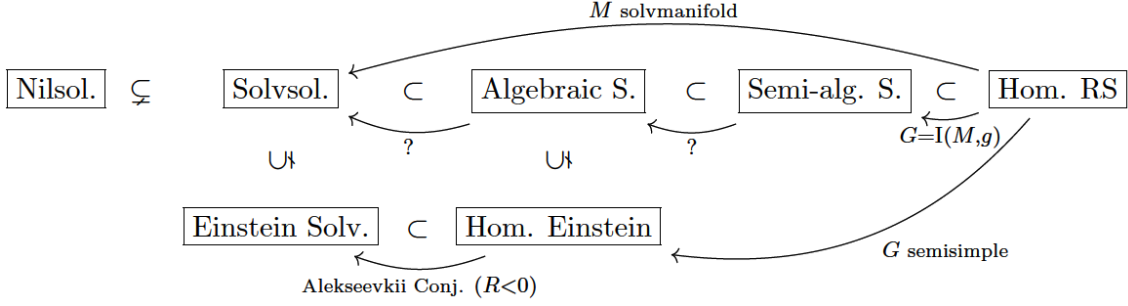 M solvmanifold
Nilsol. ⊊ Solvsol. ⊂ Algebraic S. ⊂ Semi-alg. S. ⊂ Hom. RS
? ? G=I(M,g)
∪∤ ∪∤
Einstein Solv. ⊂ Hom. Einstein
G semisimple
Alekseevkii Conj. (R<0)